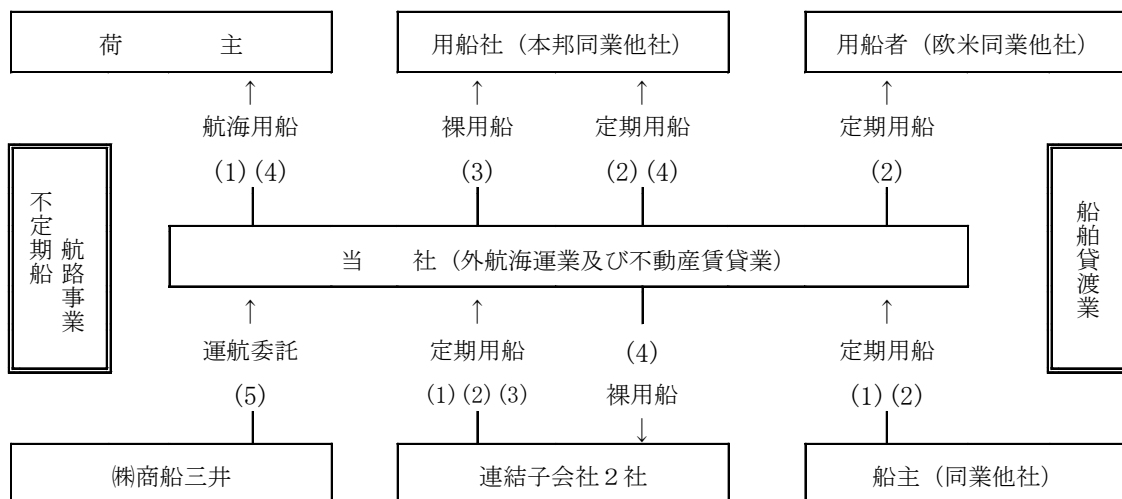 荷　　　主
用船社（本邦同業他社）
用船者（欧米同業他社）
↑ ↑ ↑ ↑
航海用船 裸用船 定期用船 定期用船
(1)(4) (3) (2)(4) (2)
不定期船
航路事業
船舶貸渡業
当　　社（外航海運業及び不動産賃貸業）
↑ ↑ ↑
運航委託 定期用船 (4) 定期用船
(5) (1)(2)(3) 裸用船 (1)(2)
↓
㈱商船三井
連結子会社２社
船主（同業他社）